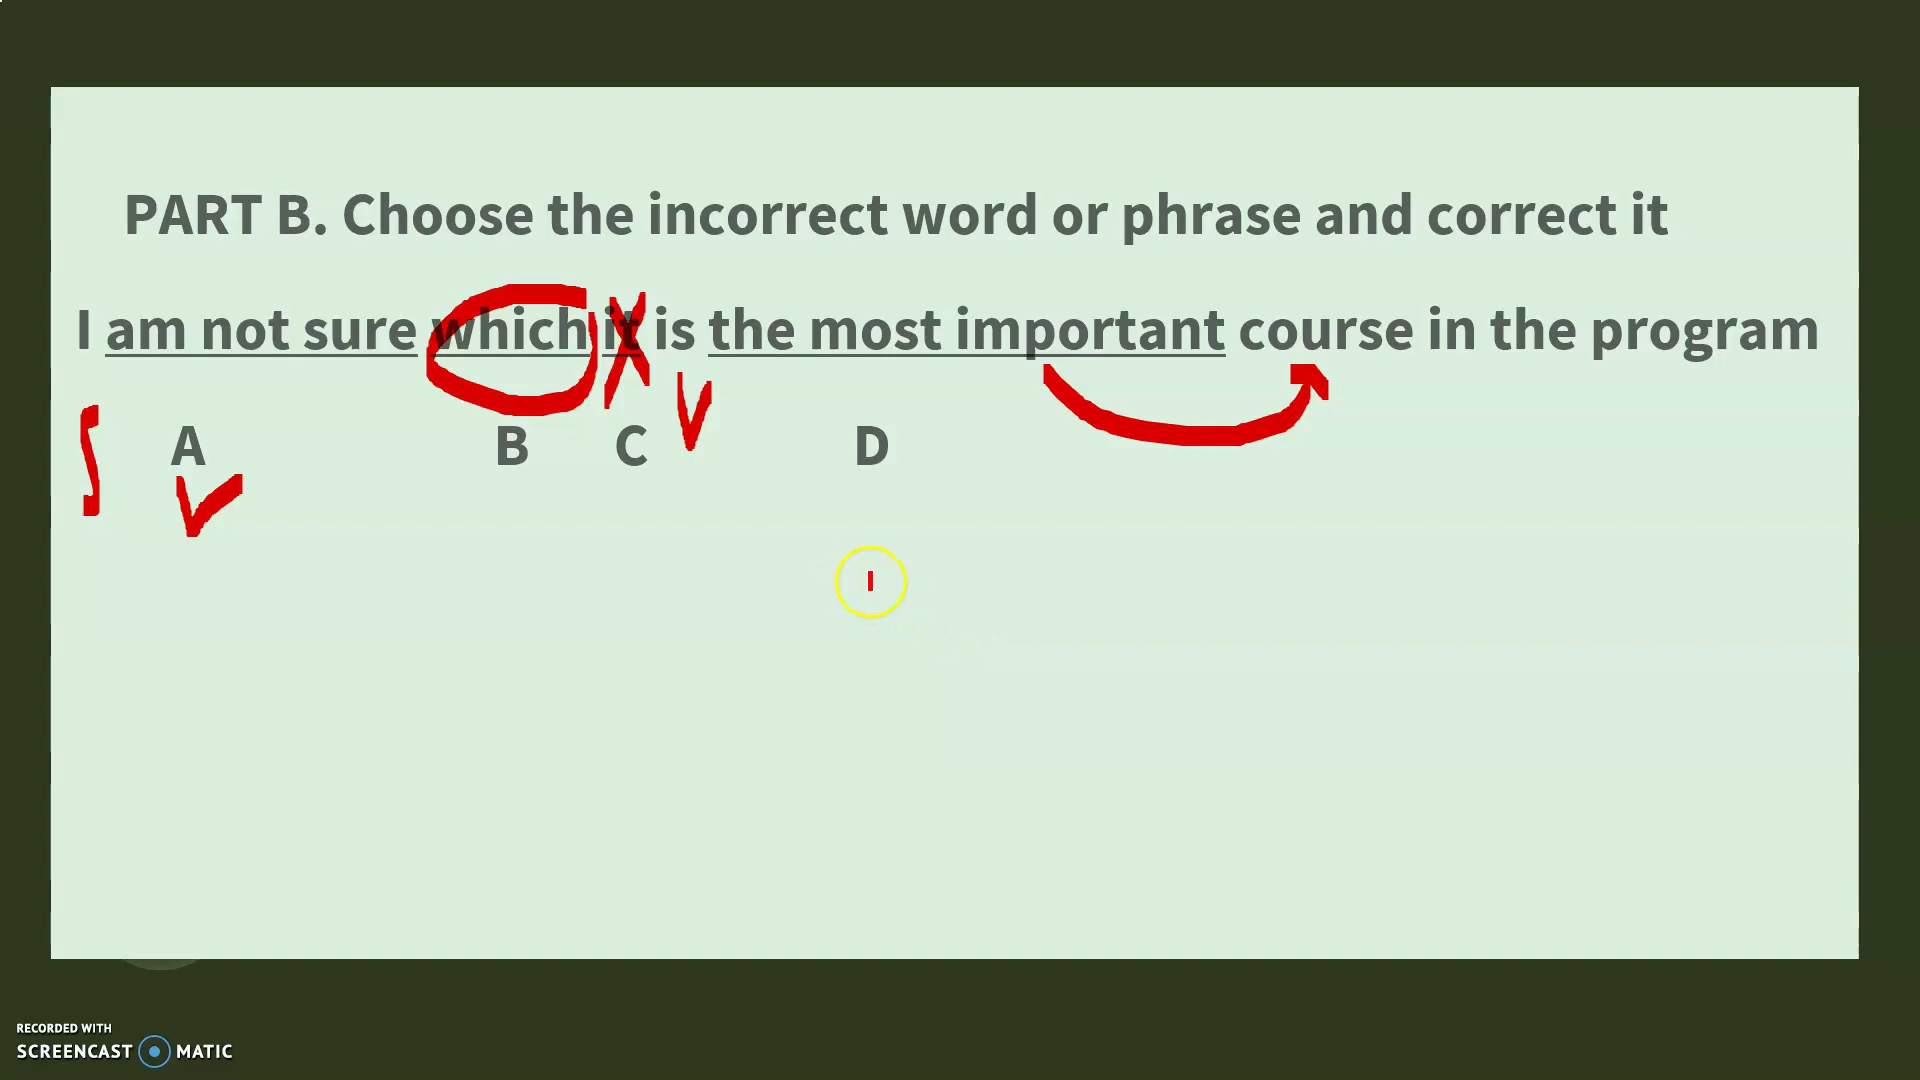 PART B. Choose the incorrect word or phrase and correct it
I am not sure which it is the most important course in the program
S V
A B C D
RECORDED WITH
SCREENCAST MATIC